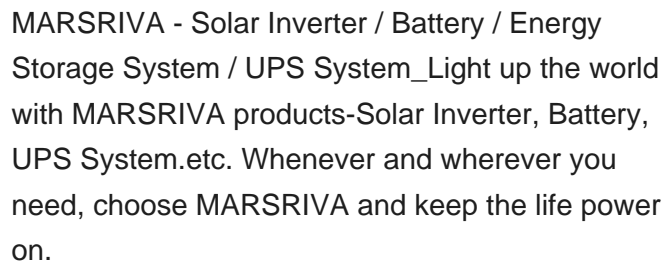 MARSRIVA - Solar Inverter / Battery / Energy
Storage System / UPS System_Light up the world
with MARSRIVA products-Solar Inverter, Battery,
UPS System.etc. Whenever and wherever you
need, choose MARSRIVA and keep the life power
on.